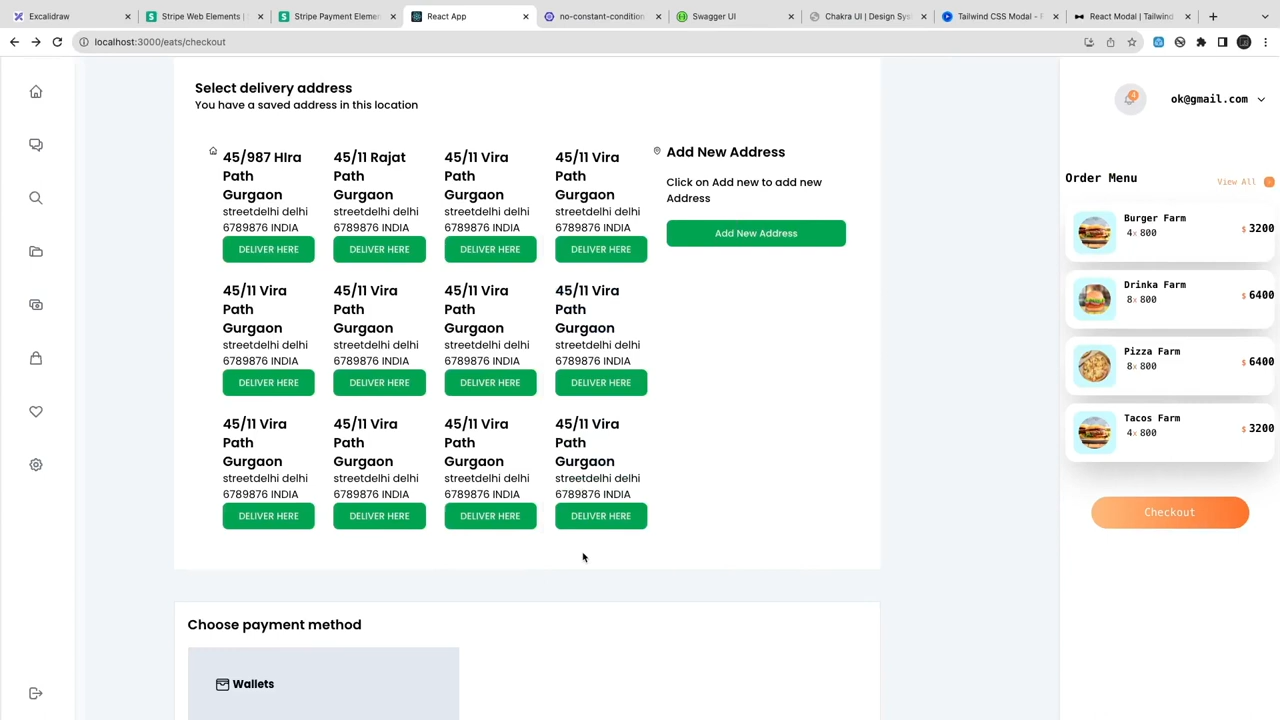 Excalidraw
Stripe Web Elements |
Stripe Payment Elemen
React App
no-constant-condition
Swagger UI
Chakra UI | Design Sys
Tailwind CSS Modal - F
React Modal | Tailwind
localhost:3000/eats/checkout
Select delivery address
You have a saved address in this location
45/987 HIra
Path
Gurgaon
streetdelhi delhi
6789876 INDIA
DELIVER HERE
45/11 Rajat
Path
Gurgaon
streetdelhi delhi
6789876 INDIA
DELIVER HERE
45/11 Vira
Path
Gurgaon
streetdelhi delhi
6789876 INDIA
DELIVER HERE
45/11 Vira
Path
Gurgaon
streetdelhi delhi
6789876 INDIA
DELIVER HERE
45/11 Vira
Path
Gurgaon
streetdelhi delhi
6789876 INDIA
DELIVER HERE
45/11 Vira
Path
Gurgaon
streetdelhi delhi
6789876 INDIA
DELIVER HERE
45/11 Vira
Path
Gurgaon
streetdelhi delhi
6789876 INDIA
DELIVER HERE
45/11 Vira
Path
Gurgaon
streetdelhi delhi
6789876 INDIA
DELIVER HERE
45/11 Vira
Path
Gurgaon
streetdelhi delhi
6789876 INDIA
DELIVER HERE
45/11 Vira
Path
Gurgaon
streetdelhi delhi
6789876 INDIA
DELIVER HERE
45/11 Vira
Path
Gurgaon
streetdelhi delhi
6789876 INDIA
DELIVER HERE
45/11 Vira
Path
Gurgaon
streetdelhi delhi
6789876 INDIA
DELIVER HERE
Add New Address
Click on Add new to add new
Address
Add New Address
Choose payment method
Wallets
4
ok@gmail.com
Order Menu
View All
Burger Farm
4x 800
$ 3200
Drinka Farm
8x 800
$ 6400
Pizza Farm
8x 800
$ 6400
Tacos Farm
4x 800
$ 3200
Checkout